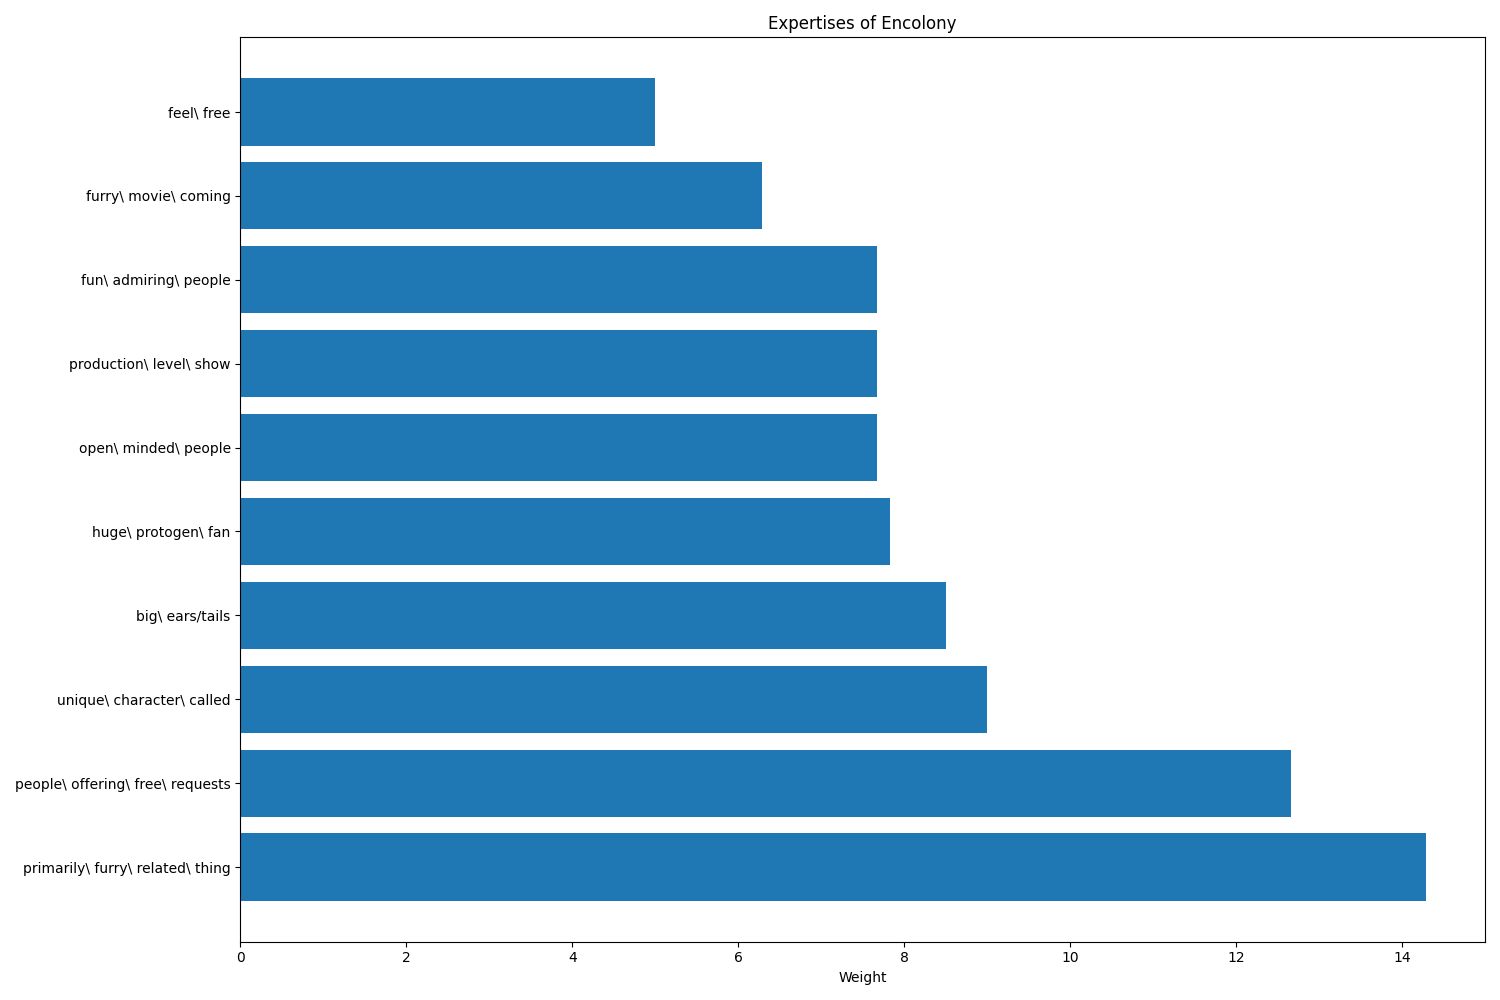 Expertises of Encolony
feel\ free
furry\ movie\ coming
fun\ admiring\ people
production\ level\ show
open\ minded\ people
huge\ protogen\ fan
big\ ears/tails
unique\ character\ called
people\ offering\ free\ requests
primarily\ furry\ related\ thing
0 2 4 6 8 10 12 14
Weight